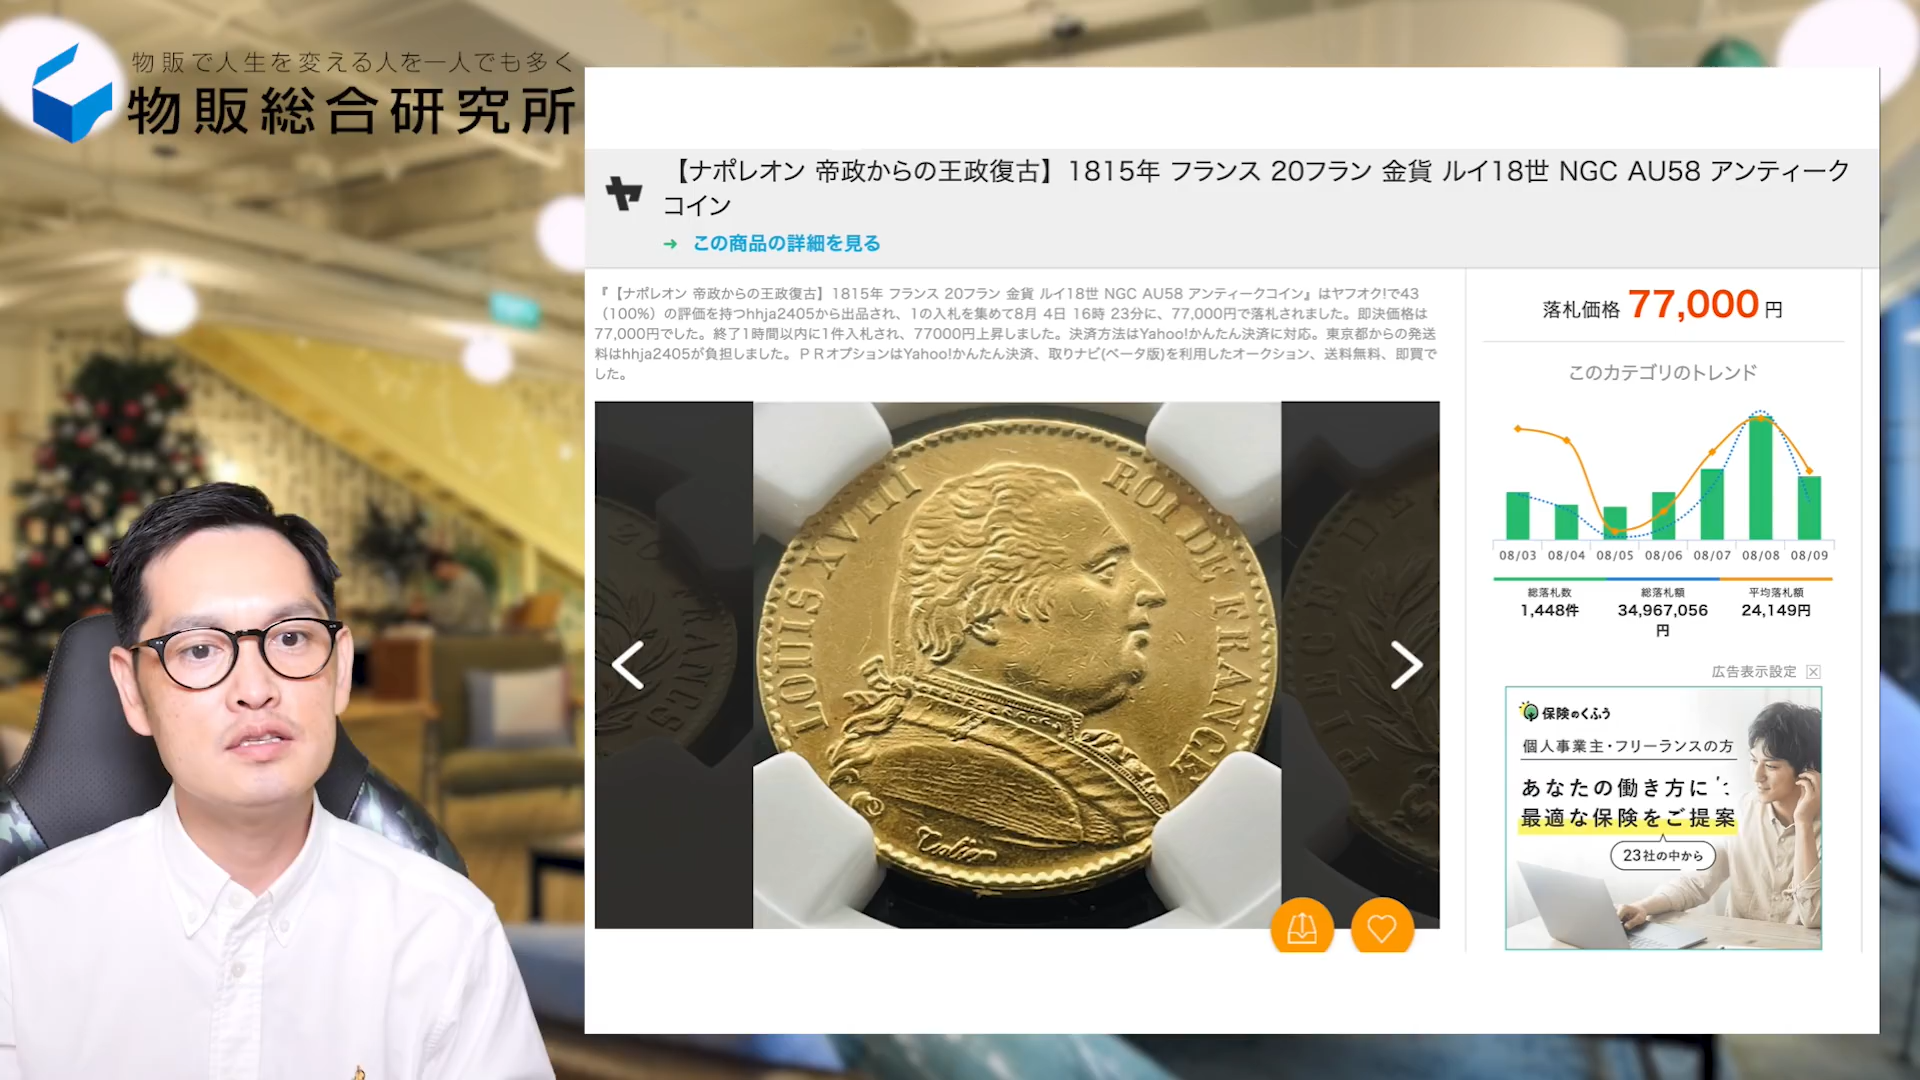 物販で人生を変える人を一人でも多く
物販総合研究所
【ナポレオン 帝政からの王政復古】1815年 フランス 20フラン 金貨 ルイ18世 NGC AU58 アンティーク
コイン
→ この商品の詳細を見る
『【ナポレオン 帝政からの王政復古】1815年 フランス 20フラン 金貨 ルイ18世 NGC AU58 アンティークコイン』はヤフオク!で43
（100%）の評価を持つhhja2405から出品され、1の入札を集めて8月 4日 16時 23分に、77,000円で落札されました。即決価格は
77,000円でした。終了1時間以内に1件入札され、77000円上昇しました。決済方法はYahoo!かんたん決済に対応。東京都からの発送
料はhhja2405が負担しました。ＰＲオプションはYahoo!かんたん決済、取りナビ(ベータ版)を利用したオークション、送料無料、即買で
した。
LOUIS XVIII ROI DE FRANCE
落札価格 77,000 円
このカテゴリのトレンド
08/03 08/04 08/05 08/06 08/07 08/08 08/09
総落札数 総落札額 平均落札額
1,448件 34,967,056 24,149円
円
広告表示設定
保険のくふう
個人事業主・フリーランスの方
あなたの働き方に
最適な保険をご提案
23社の中から